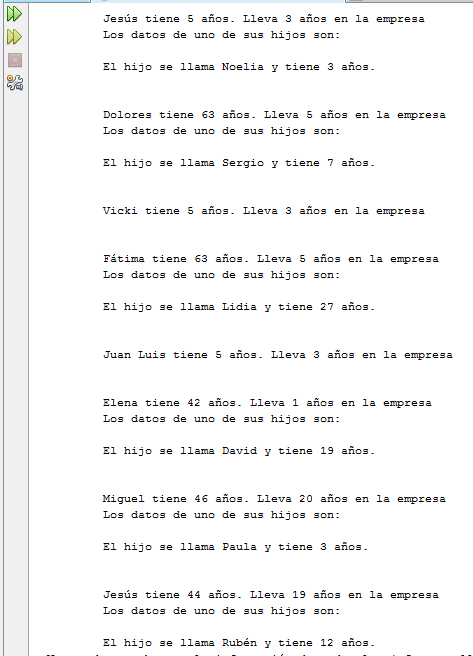 Jesús tiene 5 años. Lleva 3 años en la empresa
Los datos de uno de sus hijos son:
El hijo se llama Noelia y tiene 3 años.
Dolores tiene 63 años. Lleva 5 años en la empresa
Los datos de uno de sus hijos son:
El hijo se llama Sergio y tiene 7 años.
Vicki tiene 5 años. Lleva 3 años en la empresa
Fátima tiene 63 años. Lleva 5 años en la empresa
Los datos de uno de sus hijos son:
El hijo se llama Lidia y tiene 27 años.
Juan Luis tiene 5 años. Lleva 3 años en la empresa
Elena tiene 42 años. Lleva 1 años en la empresa
Los datos de uno de sus hijos son:
El hijo se llama David y tiene 19 años.
Miguel tiene 46 años. Lleva 20 años en la empresa
Los datos de uno de sus hijos son:
El hijo se llama Paula y tiene 3 años.
Jesús tiene 44 años. Lleva 19 años en la empresa
Los datos de uno de sus hijos son:
El hijo se llama Rubén y tiene 12 años.